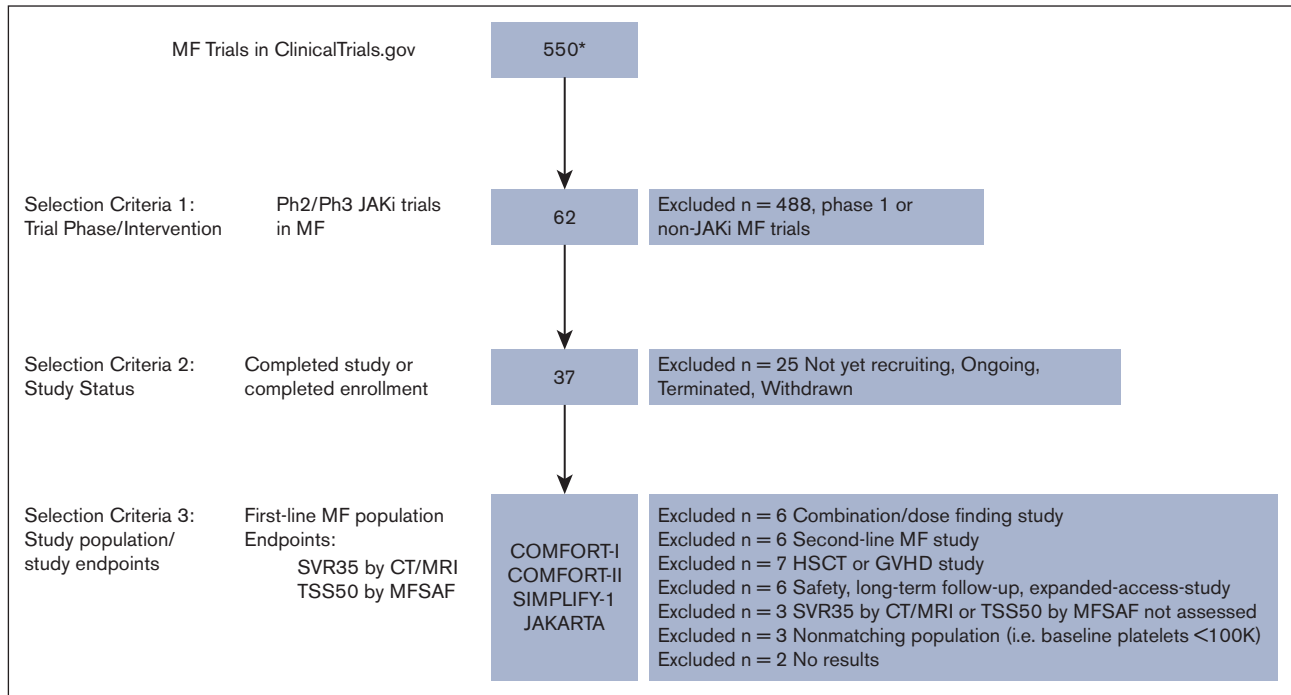 MF Trials in ClinicalTrials.gov
550*
Selection Criteria 1:
Trial Phase/Intervention
Ph2/Ph3 JAKi trials
in MF
62
Excluded n = 488, phase 1 or
non-JAKi MF trials
Selection Criteria 2:
Study Status
Completed study or
completed enrollment
37
Excluded n = 25 Not yet recruiting, Ongoing,
Terminated, Withdrawn
Selection Criteria 3:
Study population/
study endpoints
First-line MF population
Endpoints:
SVR35 by CT/MRI
TSS50 by MFSAF
COMFORT-I
COMFORT-II
SIMPLIFY-1
JAKARTA
Excluded n = 6 Combination/dose finding study
Excluded n = 6 Second-line MF study
Excluded n = 7 HSCT or GVHD study
Excluded n = 6 Safety, long-term follow-up, expanded-access-study
Excluded n = 3 SVR35 by CT/MRI or TSS50 by MFSAF not assessed
Excluded n = 3 Nonmatching population (i.e. baseline platelets <100K)
Excluded n = 2 No results